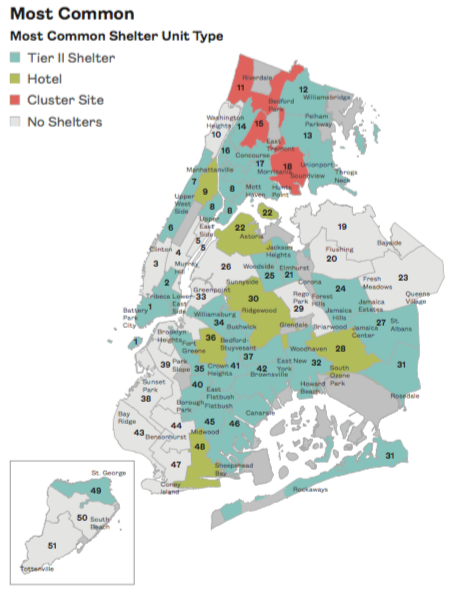 Most Common
Most Common Shelter Unit Type
Tier II Shelter
Hotel
Cluster Site
No Shelters
Riverdale
11
12
Williamsbridge
Bedford
Park
Washington
Heights
10
14
15
Pelham
Parkway
13
16
East
Tremont
Concourse
17
Morrisania
18
Unionport
Soundview
Throgs
Neck
Manhattanville
7
9
8
Mott
Haven
Hunts
Point
Upper
West
Side
8
8
22
6
Upper
East
Side
22
Astoria
19
Clinton
5
5
4
Flushing
20
Bayside
3
Murray
Hill
26
Jackson
Heights
Woodside
25
Elmhurst
21
Corona
23
Fresh
Meadows
Queens
Village
2
Sunnyside
24
Greenpoint
33
30
Ridgewood
Rego
Park
29
Forest
Hills
Jamaica
Estates
Tribeca
1
Lower
East
Side
Battery
Park
City
Williamsburg
34
Bushwick
Glendale
Jamaica
Hills
Briarwood
Jamaica
Center
27
St.
Albans
1
Brooklyn
Heights
Fort
Greene
36
Bedford-
Stuyvesant
37
Woodhaven
28
39
Park
Slope
35
Crown
Heights
41
42
Brownsville
East New
York
32
South
Ozone
Park
31
Sunset
Park
38
40
East
Flatbush
Flatbush
Howard
Beach
Rosedale
Borough
Park
Canarsie
Bay
Ridge
43
44
Bensonhurst
45
Midwood
46
48
47
Sheepshead
Bay
Coney
Island
31
Rockaways
St. George
49
50
South
Beach
51
Tottenville